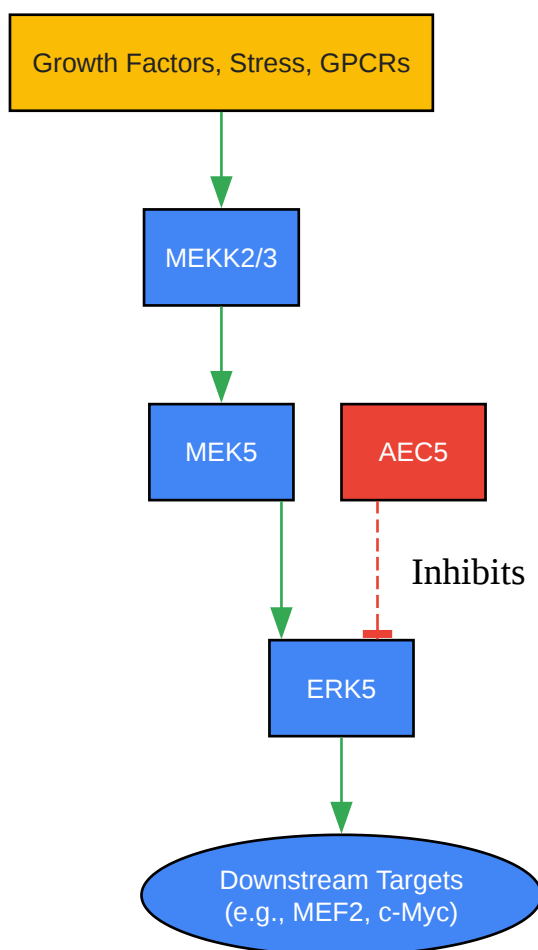 Growth Factors, Stress, GPCRs
MEKK2/3
MEK5
AEC5
Inhibits
ERK5
Downstream Targets
(e.g., MEF2, c-Myc)